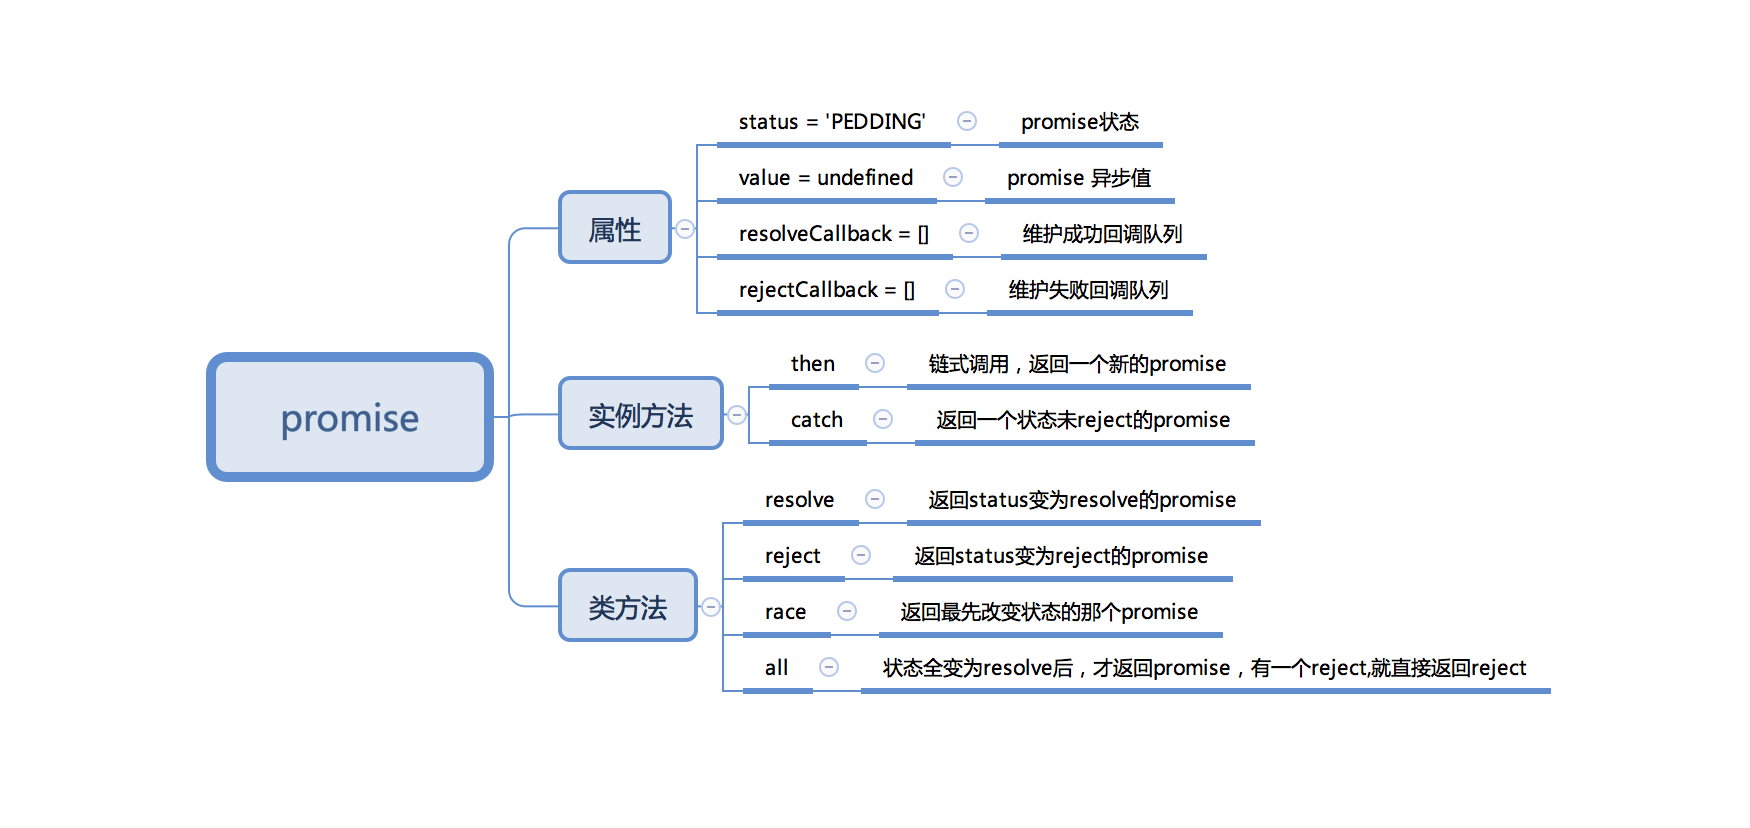 promise
属性
status = 'PEDDING'
promise状态
value = undefined
promise 异步值
resolveCallback = []
维护成功回调队列
rejectCallback = []
维护失败回调队列
实例方法
then
链式调用，返回一个新的promise
catch
返回一个状态未reject的promise
类方法
resolve
返回status变为resolve的promise
reject
返回status变为reject的promise
race
返回最先改变状态的那个promise
all
状态全变为resolve后，才返回promise，有一个reject,就直接返回reject